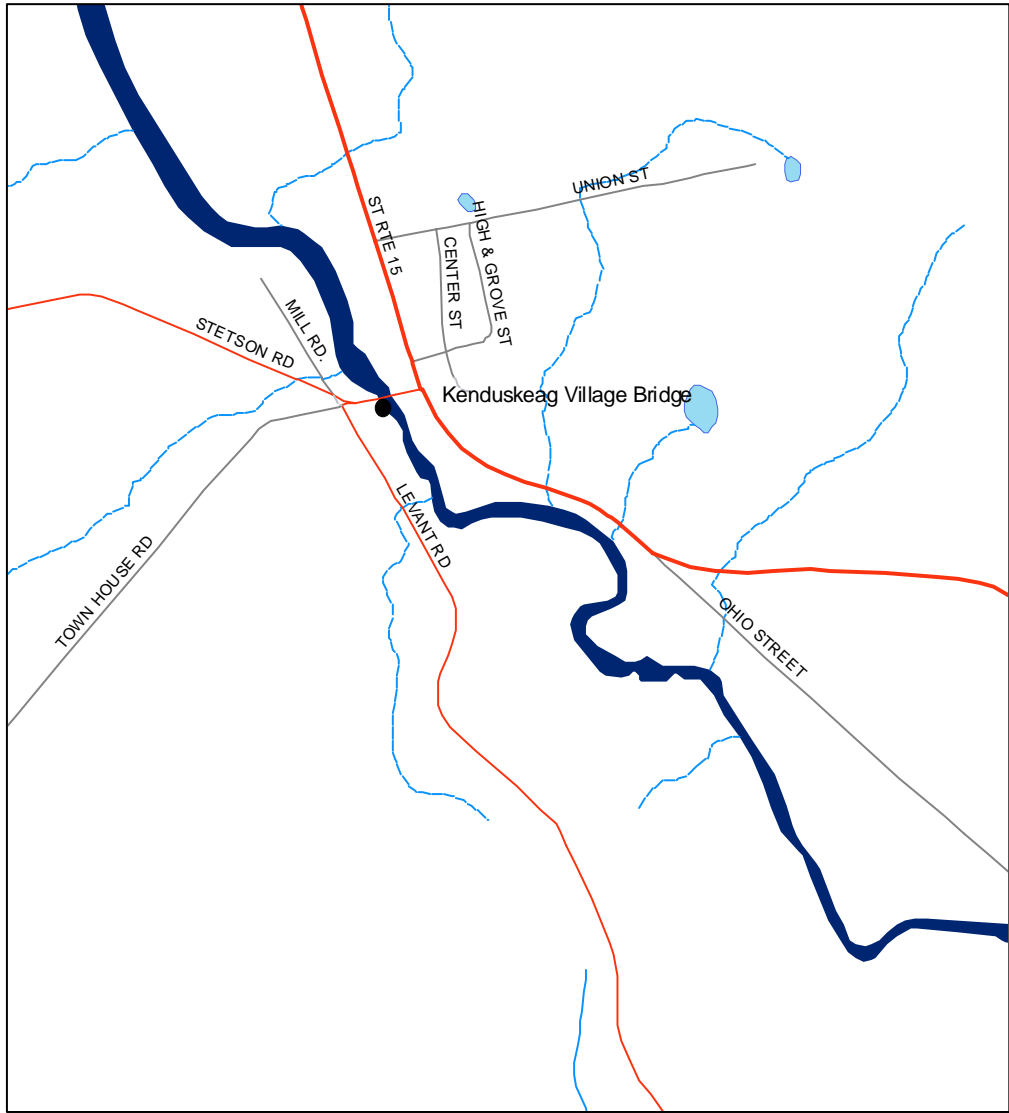 UNION ST
ST RTE 15
HIGH & GROVE ST
CENTER ST
MILL RD.
STETSON RD
Kenduskeag Village Bridge
LEVANT RD
TOWN HOUSE RD
OHIO STREET